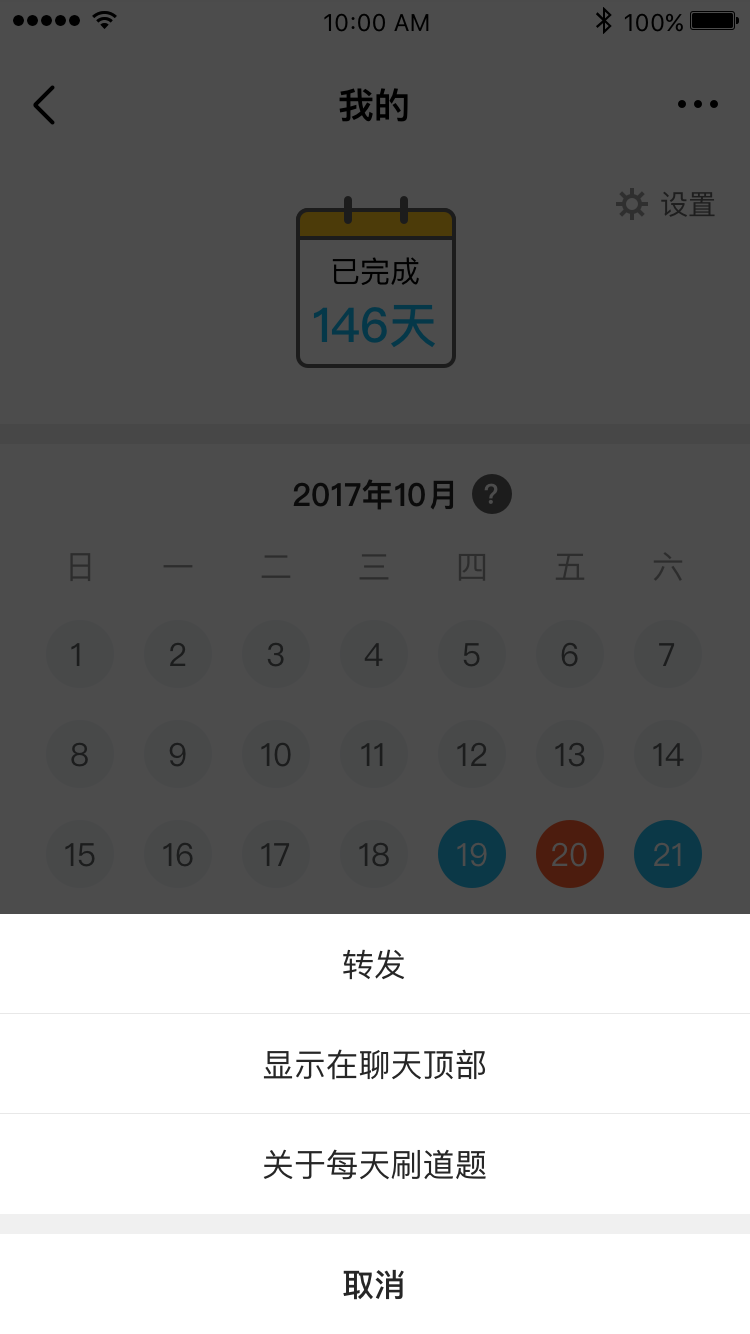 10:00 AM 100%
我的
设置
已完成
146天
2017年10月 ?
日 一 二 三 四 五 六
1 2 3 4 5 6 7
8 9 10 11 12 13 14
15 16 17 18 19 20 21
转发
显示在聊天顶部
关于每天刷道题
取消